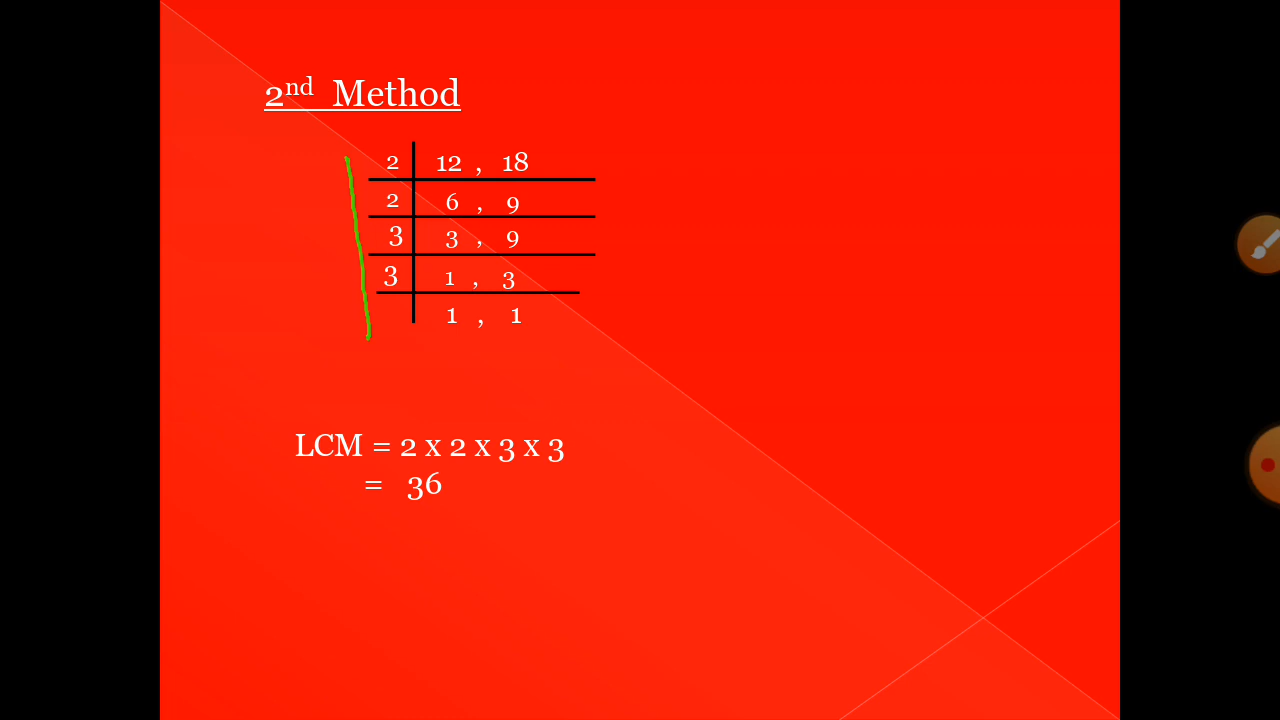 2nd Method
2 12 , 18
2 6 , 9
3 3 , 9
3 1 , 3
1 , 1
LCM = 2 x 2 x 3 x 3
= 36